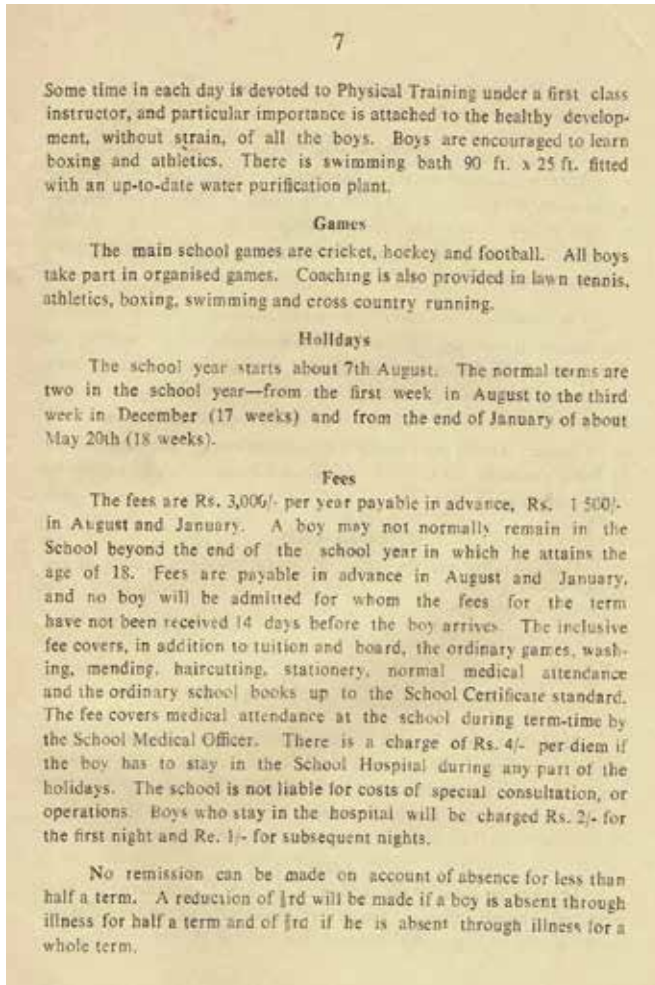 7
Some time in each day is devoted to Physical Training under a first class
instructor, and particular importance is attached to the healthy develop-
ment, without strain, of all the boys. Boys are encouraged to learn
boxing and athletics. There is swimming bath 90 ft. x 25 ft. fitted
with an up-to-date water purification plant.
Games
The main school games are cricket, hockey and football. All boys
take part in organised games. Coaching is also provided in lawn tennis,
athletics, boxing, swimming and cross country running.
Holidays
The school year starts about 7th August. The normal terms are
two in the school year—from the first week in August to the third
week in December (17 weeks) and from the end of January of about
May 20th (18 weeks).
Fees
The fees are Rs. 3,000/- per year payable in advance, Rs. 1 500/-
in August and January. A boy may not normally remain in the
School beyond the end of the school year in which he attains the
age of 18. Fees are payable in advance in August and January,
and no boy will be admitted for whom the fees for the term
have not been received 14 days before the boy arrives. The inclusive
fee covers, in addition to tuition and board, the ordinary games, wash-
ing, mending, haircutting, stationery, normal medical attendance
and the ordinary school books up to the School Certificate standard.
The fee covers medical attendance at the school during term-time by
the School Medical Officer. There is a charge of Rs. 4/- per diem if
the boy has to stay in the School Hospital during any part of the
holidays. The school is not liable for costs of special consultation, or
operations. Boys who stay in the hospital will be charged Rs. 2/- for
the first night and Re. 1/- for subsequent nights.
No remission can be made on account of absence for less than
half a term. A reduction of will be made if a boy is absent through
illness for half a term and of if he is absent through illness for a
whole term.